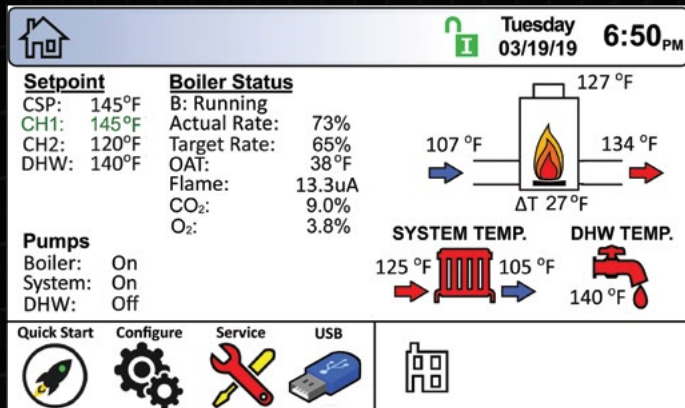 Tuesday
03/19/19
6:50 PM
Setpoint
CSP: 145°F
CH1: 145°F
CH2: 120°F
DHW: 140°F
Boiler Status
B: Running
Actual Rate: 73%
Target Rate: 65%
OAT: 38°F
Flame: 13.3uA
CO₂: 9.0%
O₂: 3.8%
127 °F
107 °F
134 °F
ΔT 27 °F
Pumps
Boiler: On
System: On
DHW: Off
SYSTEM TEMP.
125 °F
105 °F
DHW TEMP.
140 °F
Quick Start
Configure
Service
USB